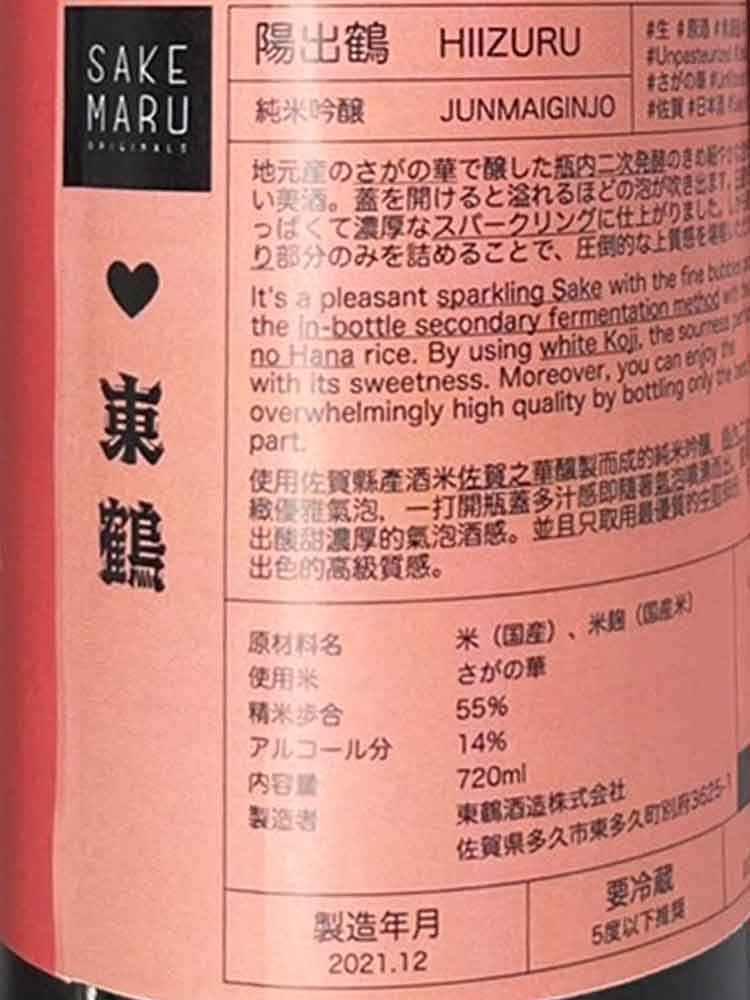 SAKE
MARU
ORIGINALS
東鶴
陽出鶴 HIIZURU
純米吟醸 JUNMAIGINJO
#生 #原酒
#Unpasteurized
#さがの華
#佐賀 #日本酒
地元産のさがの華で醸した瓶内二次発酵のきめ細やか
い美酒。蓋を開けると溢れるほどの泡が吹き出ます。
っぱくて濃厚なスパークリングに仕上がりました。
り部分のみを詰めることで、圧倒的な上質感を
It's a pleasant sparkling Sake with the fine bubbles
the in-bottle secondary fermentation method with
no Hana rice. By using white Koji, the sourness
with its sweetness. Moreover, you can enjoy the
overwhelmingly high quality by bottling only the
part.
使用佐賀縣產酒米佐賀之華釀製而成的純米吟釀，
緻優雅氣泡，一打開瓶蓋多汁感即隨著氣泡噴湧而出。
出酸甜濃厚的氣泡酒感。並且只取用最優質的
出色的高級質感。
原材料名 米（国産）、米麹（国産米）
使用米 さがの華
精米歩合 55%
アルコール分 14%
内容量 720ml
製造者 東鶴酒造株式会社
佐賀県多久市東多久町別府3625-1
製造年月
2021.12
要冷蔵
5度以下推奨